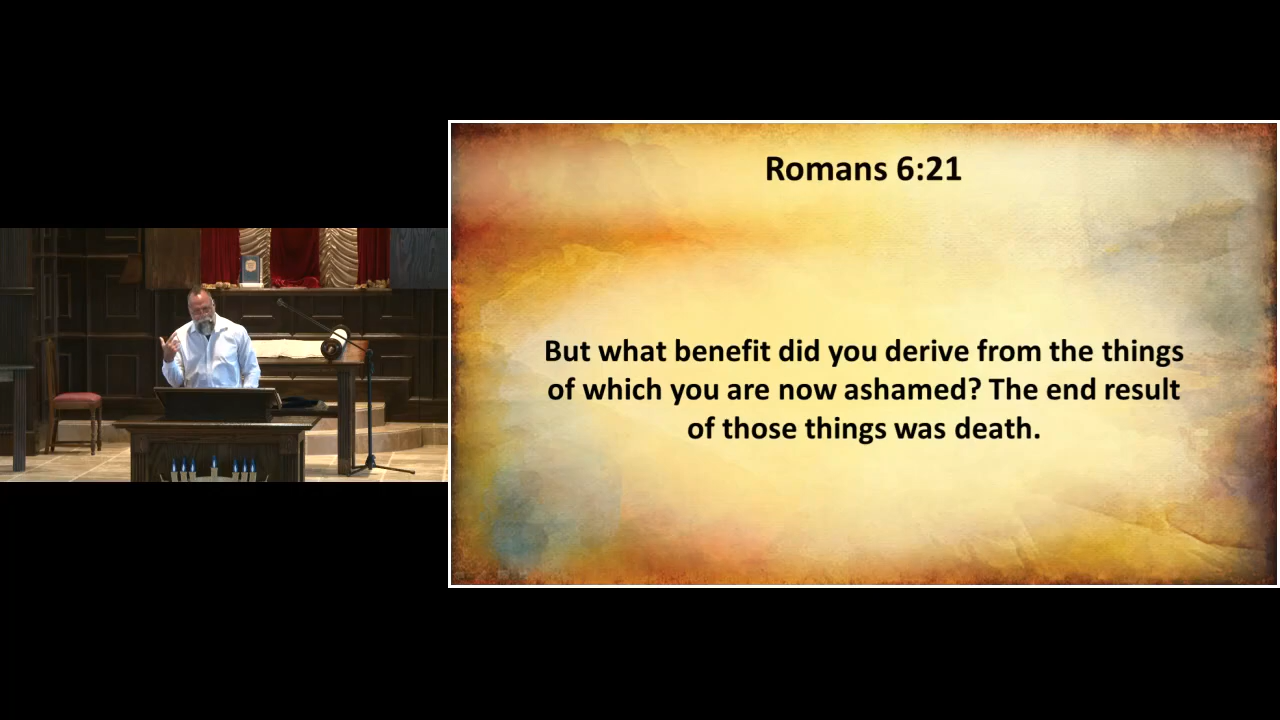 Romans 6:21
But what benefit did you derive from the things
of which you are now ashamed? The end result
of those things was death.